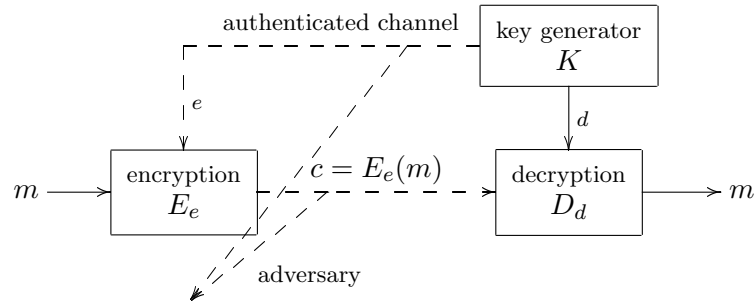 authenticated channel
key generator
K
e
d
m
encryption
E_e
c = E_e(m)
decryption
D_d
m
adversary